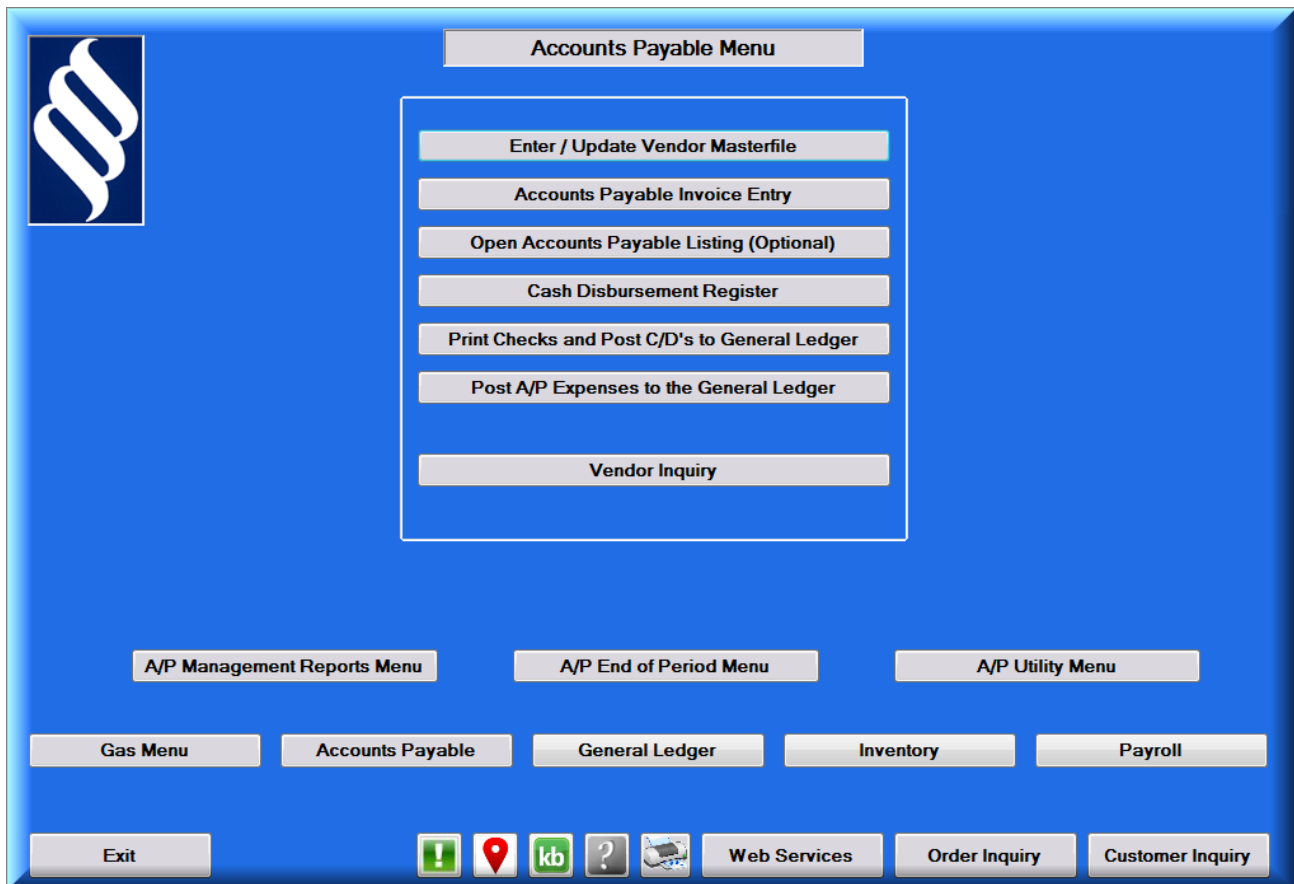 Accounts Payable Menu
Enter / Update Vendor Masterfile
Accounts Payable Invoice Entry
Open Accounts Payable Listing (Optional)
Cash Disbursement Register
Print Checks and Post C/D's to General Ledger
Post A/P Expenses to the General Ledger
Vendor Inquiry
A/P Management Reports Menu
A/P End of Period Menu
A/P Utility Menu
Gas Menu
Accounts Payable
General Ledger
Inventory
Payroll
Exit
!
kb
?
Web Services
Order Inquiry
Customer Inquiry